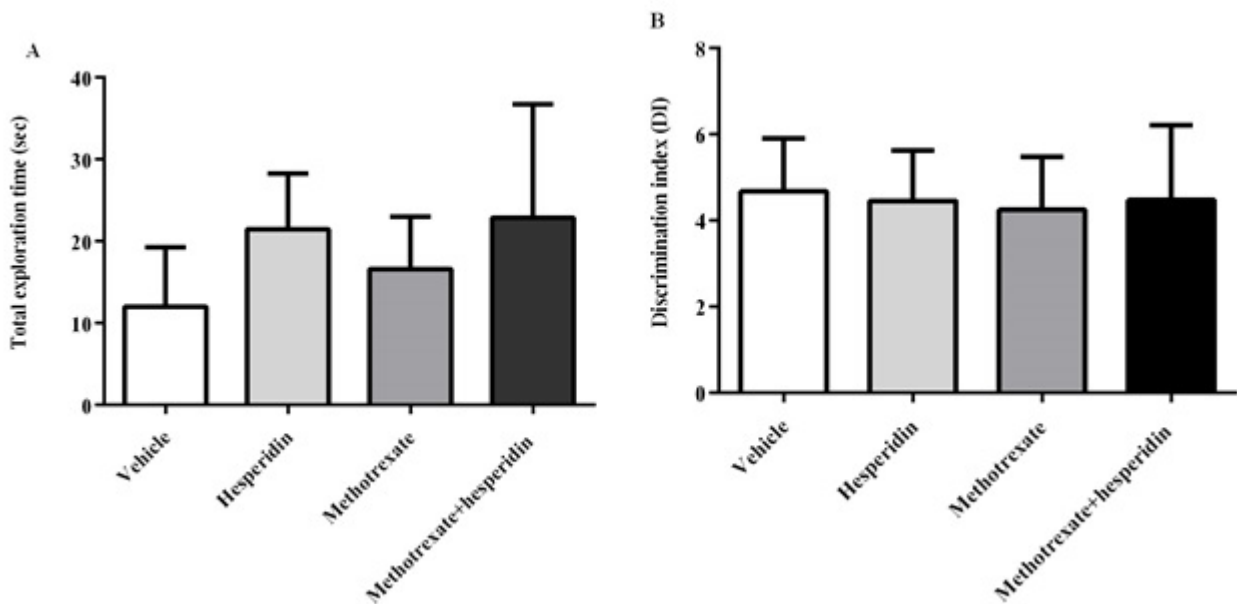 A
Total exploration time (sec)
40
30
20
10
0
Vehicle
Hesperidin
Methotrexate
Methotrexate+hesperidin
B
Discrimination index (DI)
8
6
4
2
0
Vehicle
Hesperidin
Methotrexate
Methotrexate+hesperidin